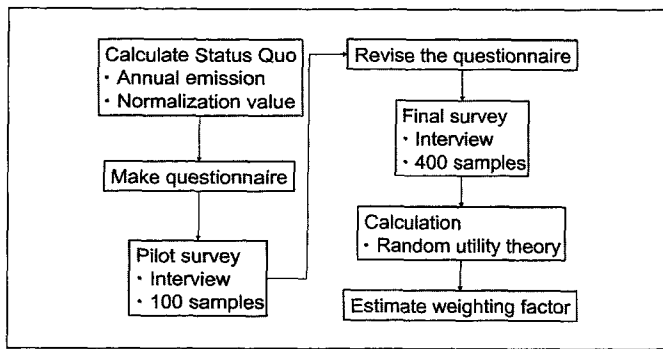 Calculate Status Quo
・Annual emission
・Normalization value
Make questionnaire
Pilot survey
・Interview
・100 samples
Revise the questionnaire
Final survey
・Interview
・400 samples
Calculation
・Random utility theory
Estimate weighting factor